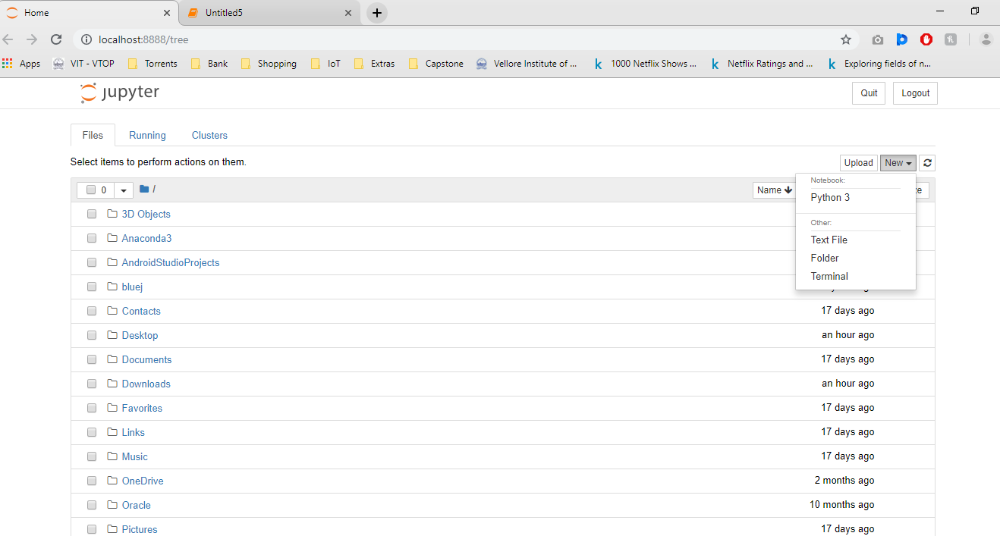 Home
Untitled5
localhost:8888/tree
Apps VIT - VTOP Torrents Bank Shopping IoT Extras Capstone Vellore Institute of ... 1000 Netflix Shows ... Netflix Ratings and ... Exploring fields of n...
jupyter
Quit Logout
Files Running Clusters
Select items to perform actions on them.
Upload New
0 /
Name
Notebook:
Python 3
Other:
Text File
Folder
Terminal
3D Objects
Anaconda3
AndroidStudioProjects
bluej
Contacts 17 days ago
Desktop an hour ago
Documents 17 days ago
Downloads an hour ago
Favorites 17 days ago
Links 17 days ago
Music 17 days ago
OneDrive 2 months ago
Oracle 10 months ago
Pictures 17 days ago